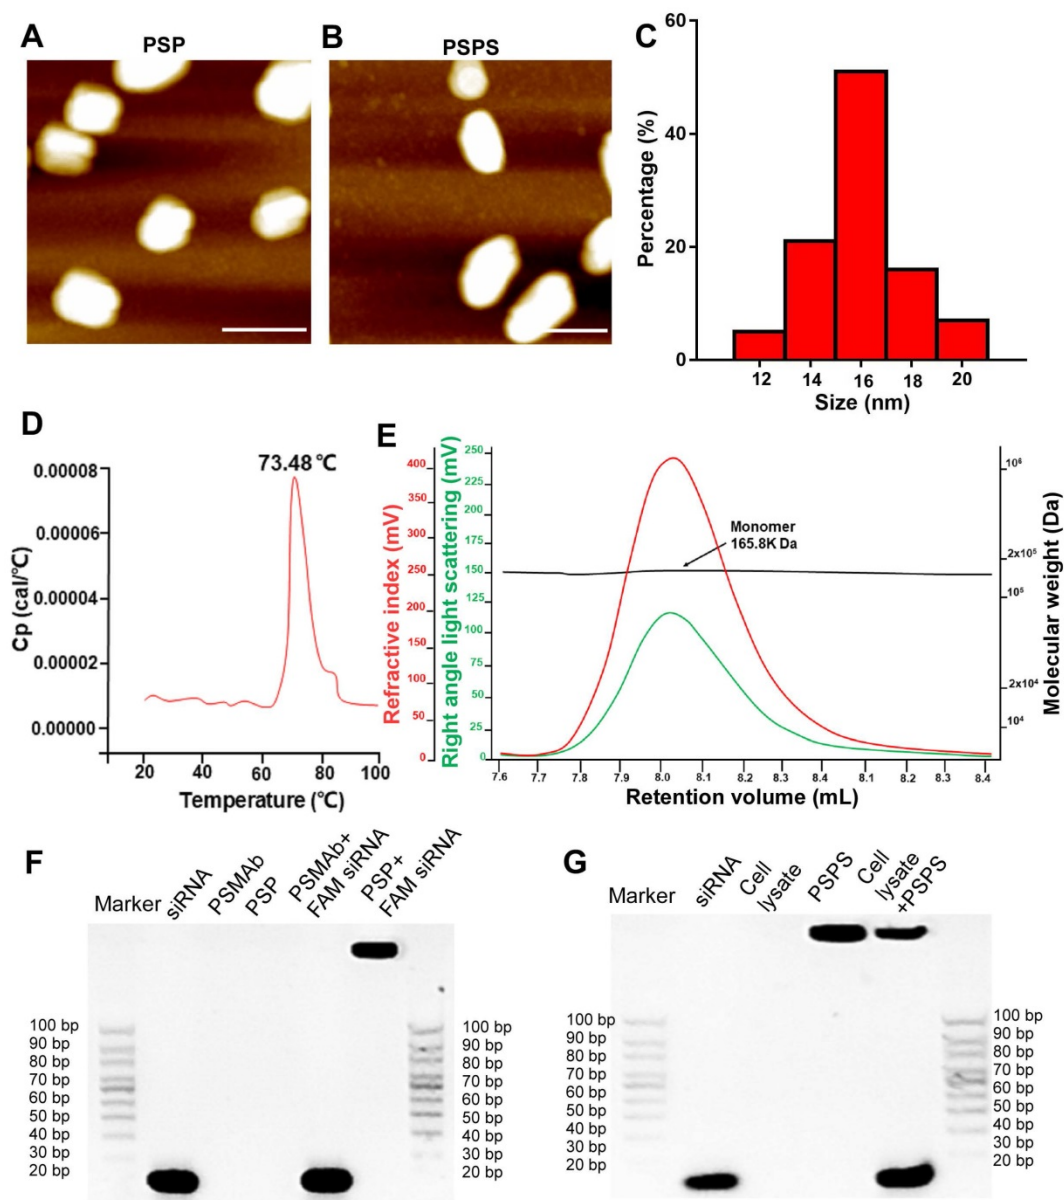 A
PSP
B
PSPS
C
Percentage (%)
60
40
20
0
12 14 16 18 20
Size (nm)
D
73.48 ℃
Cp (cal/℃)
0.00008
0.00006
0.00004
0.00002
0.00000
20 40 60 80 100
Temperature (℃)
E
Refractive index (mV)
400
350
300
250
200
150
100
50
0
Right angle light scattering (mV)
250
225
200
175
150
125
100
75
50
25
0
Monomer
165.8K Da
Molecular weight (Da)
10⁶
2x10⁵
10⁵
2x10⁴
10⁴
7.6 7.7 7.8 7.9 8.0 8.1 8.2 8.3 8.4 8.1 8.2 8.3 8.4
Retention volume (mL)
F
Marker
siRNA
PSMAb
PSP
PSMAb+
FAM siRNA
PSP+
FAM siRNA
100 bp
90 bp
80 bp
70 bp
60 bp
50 bp
40 bp
30 bp
20 bp
100 bp
90 bp
80 bp
70 bp
60 bp
50 bp
40 bp
30 bp
20 bp
G
Marker
siRNA
Cell
lysate
PSPS
Cell
lysate
+PSPS
100 bp
90 bp
80 bp
70 bp
60 bp
50 bp
40 bp
30 bp
20 bp
100 bp
90 bp
80 bp
70 bp
60 bp
50 bp
40 bp
30 bp
20 bp